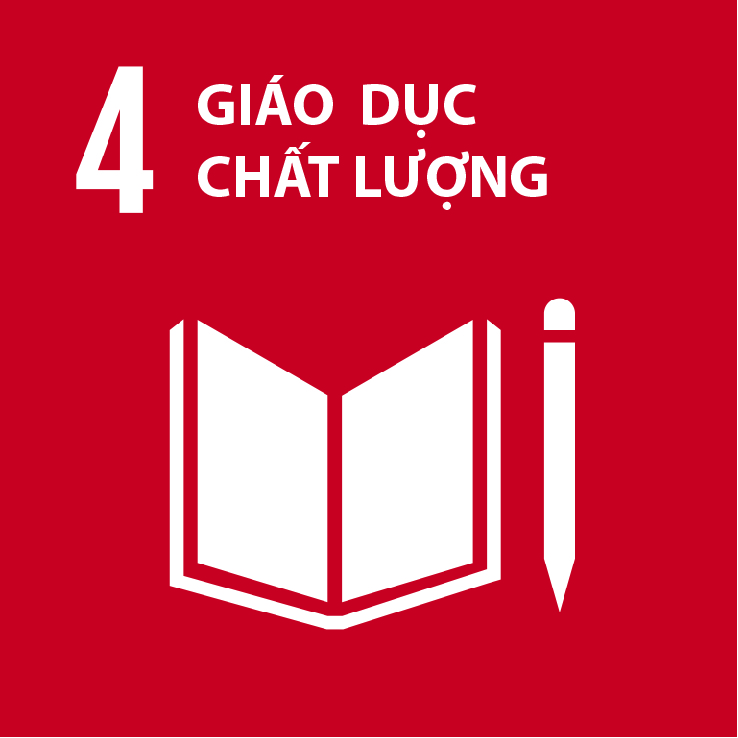 4
GIÁO DỤC
CHẤT LƯỢNG